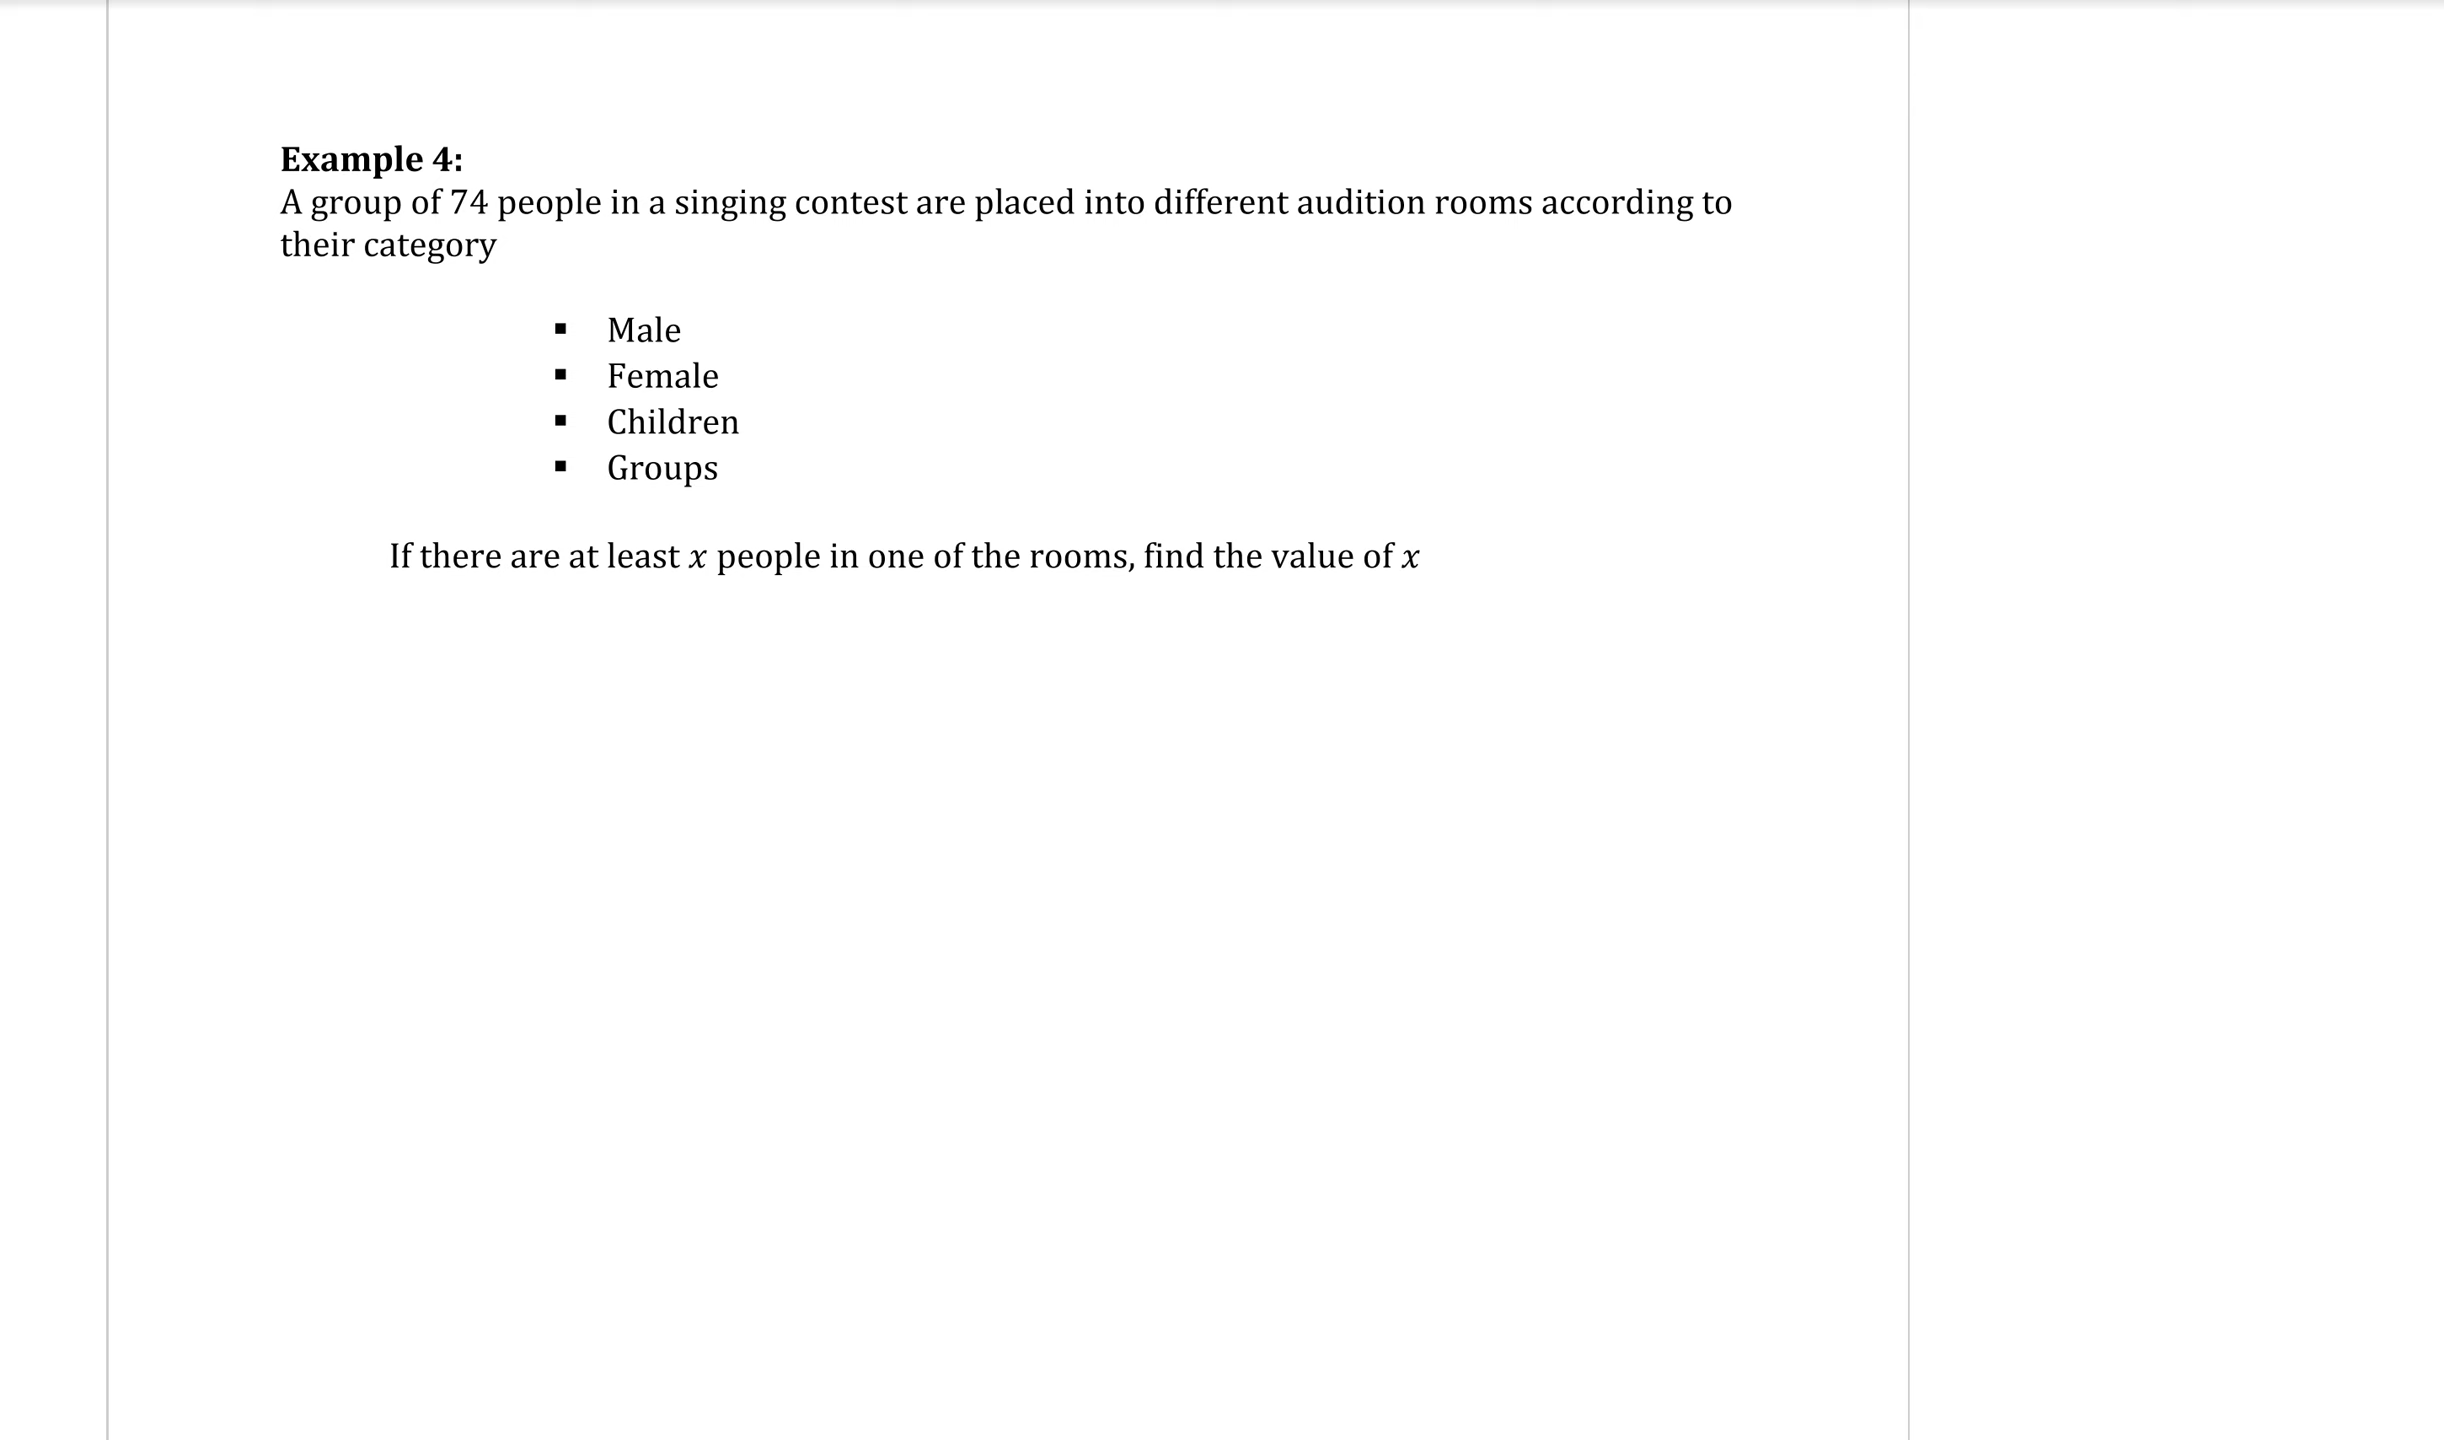 Example 4:
A group of 74 people in a singing contest are placed into different audition rooms according to
their category
▪ Male
▪ Female
▪ Children
▪ Groups
If there are at least x people in one of the rooms, find the value of x